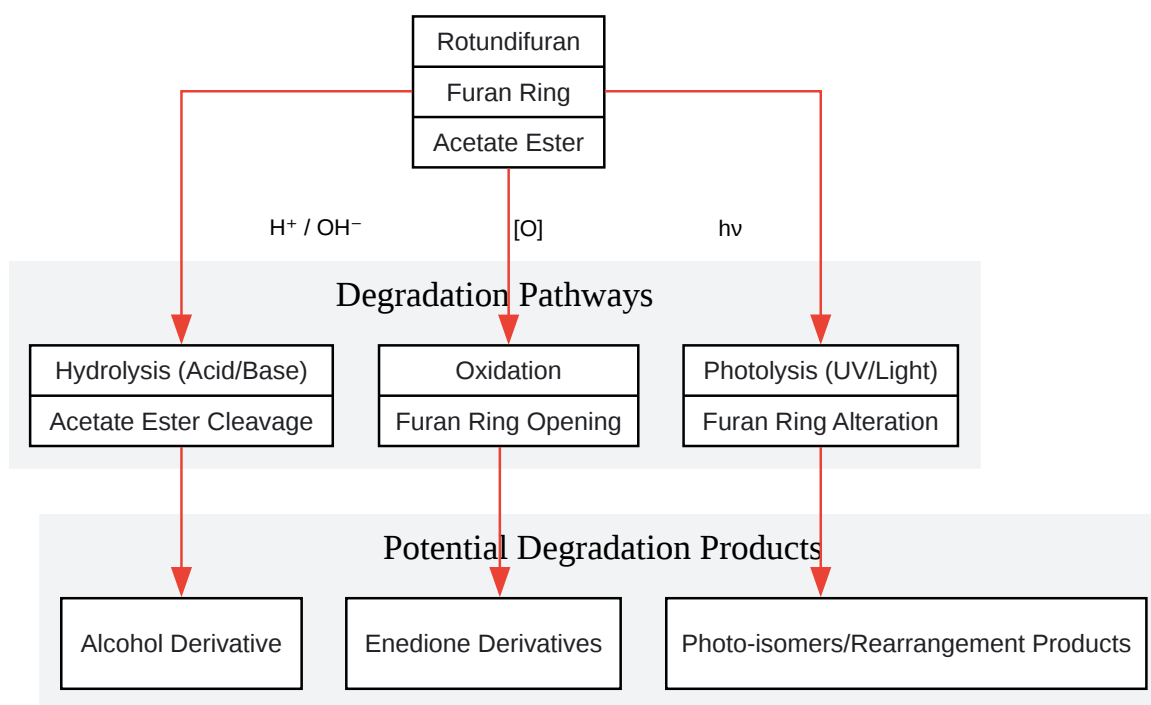 Rotundifuran
Furan Ring
Acetate Ester
H⁺ / OH⁻
[O]
hν
Degradation Pathways
Hydrolysis (Acid/Base)
Acetate Ester Cleavage
Oxidation
Furan Ring Opening
Photolysis (UV/Light)
Furan Ring Alteration
Potential Degradation Products
Alcohol Derivative
Enedione Derivatives
Photo-isomers/Rearrangement Products